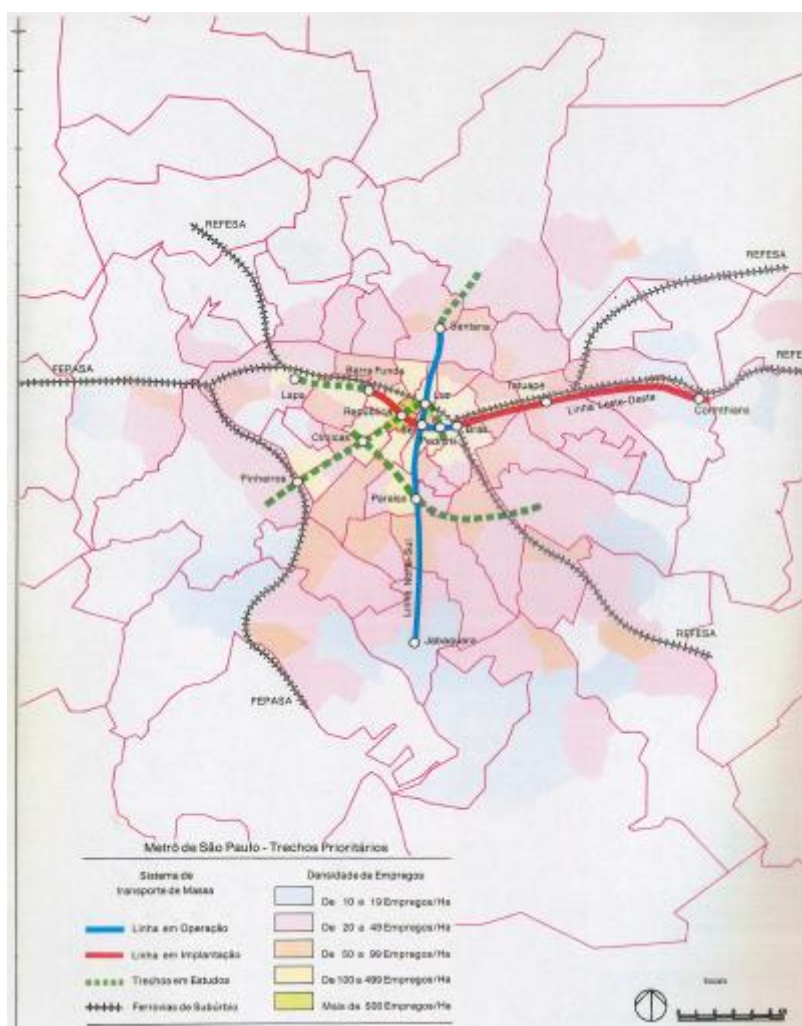 REFESA
REFESA
Santana
FEPASA
Barra Funda
REFE
Lapa
Luz
Tatuapé
República
Linha Leste-Oeste
Corinthians
Sé
Clínicas
Pedro II
Brás
Pinheiros
Paraíso
Linha Norte-Sul
Jabaquara
REFESA
FEPASA
Metrô de São Paulo - Trechos Prioritários
Sistema de
transporte de Massa
Linha em Operação
Linha em Implantação
Trechos em Estudos
Ferrovias de Subúrbio
Densidade de Empregos
De 10 a 19 Empregos/Ha
De 20 a 49 Empregos/Ha
De 50 a 99 Empregos/Ha
De 100 a 499 Empregos/Ha
Mais de 500 Empregos/Ha
Escala